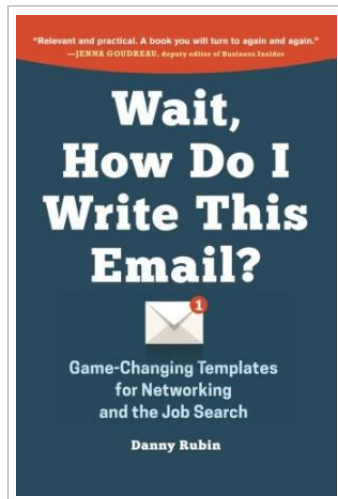 "Relevant and practical. A book you will turn to again and again."
—JENNA GOUDREAU, deputy editor of Business Insider
Wait,
How Do I
Write This
Email?
1
Game-Changing Templates
for Networking
and the Job Search
Danny Rubin